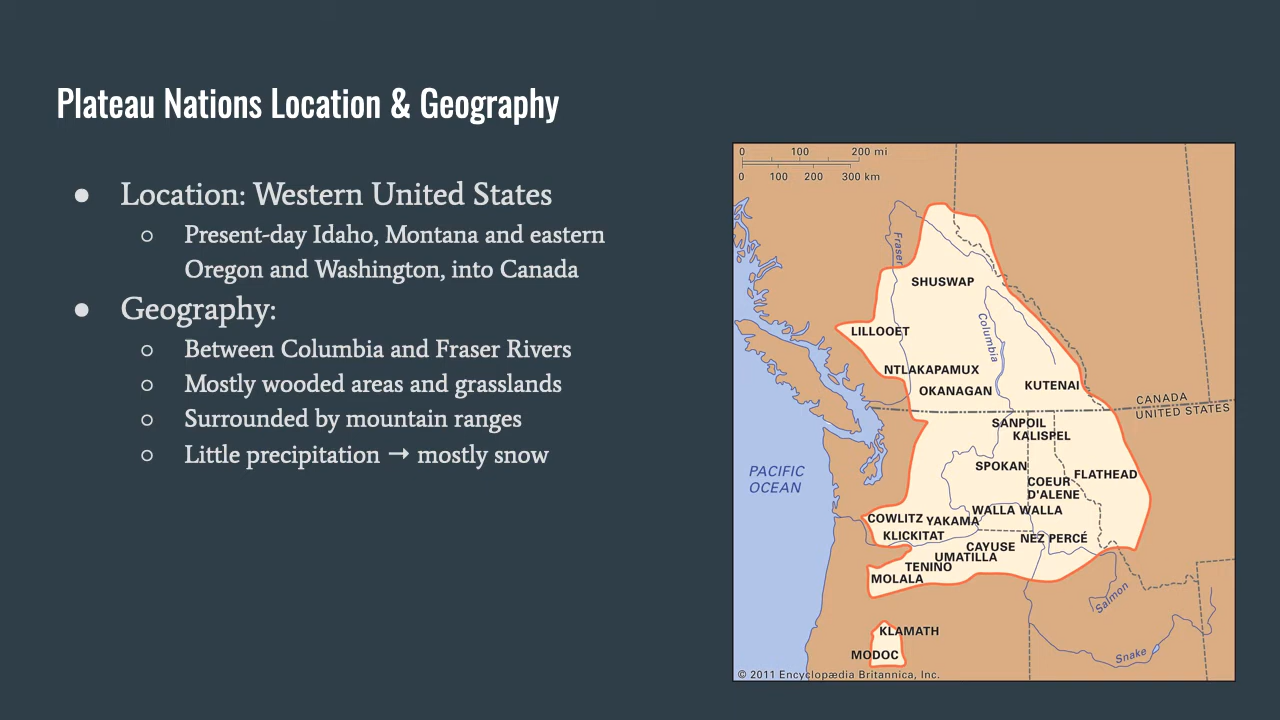 Plateau Nations Location & Geography
● Location: Western United States
○ Present-day Idaho, Montana and eastern
Oregon and Washington, into Canada
● Geography:
○ Between Columbia and Fraser Rivers
○ Mostly wooded areas and grasslands
○ Surrounded by mountain ranges
○ Little precipitation → mostly snow
0 100 200 mi
0 100 200 300 km
Fraser
SHUSWAP
Columbia
LILLOOET
NTLAKAPAMUX
OKANAGAN
KUTENAI
CANADA
UNITED STATES
SANPOIL
KALISPEL
SPOKAN
FLATHEAD
COEUR
D'ALENE
PACIFIC
OCEAN
WALLA WALLA
COWLITZ
YAKAMA
KLICKITAT
NEZ PERCÉ
CAYUSE
UMATILLA
TENINO
MOLALA
Salmon
KLAMATH
MODOC
Snake
© 2011 Encyclopædia Britannica, Inc.